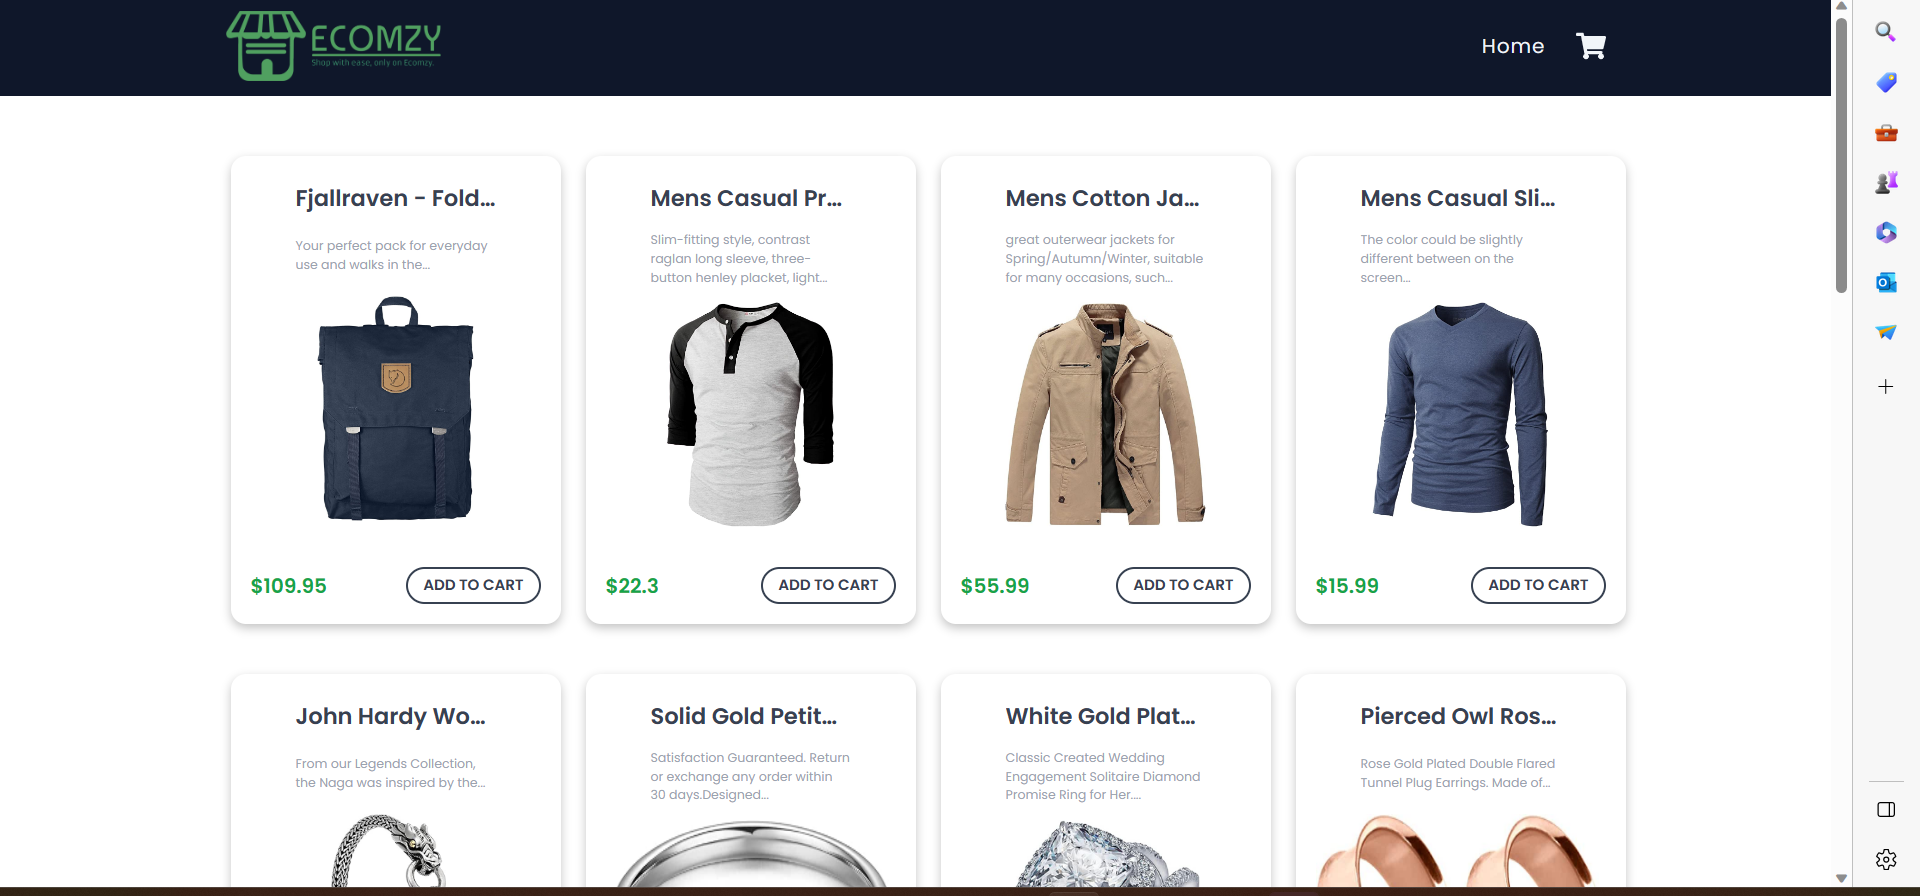 ECOMZY
Shop with ease, only on Ecomzy.
Home
Fjallraven - Fold...
Your perfect pack for everyday
use and walks in the...
$109.95
ADD TO CART
Mens Casual Pr...
Slim-fitting style, contrast
raglan long sleeve, three-
button henley placket, light...
$22.3
ADD TO CART
Mens Cotton Ja...
great outerwear jackets for
Spring/Autumn/Winter, suitable
for many occasions, such...
$55.99
ADD TO CART
Mens Casual Sli...
The color could be slightly
different between on the
screen...
$15.99
ADD TO CART
John Hardy Wo...
From our Legends Collection,
the Naga was inspired by the...
Solid Gold Petit...
Satisfaction Guaranteed. Return
or exchange any order within
30 days.Designed...
White Gold Plat...
Classic Created Wedding
Engagement Solitaire Diamond
Promise Ring for Her....
Pierced Owl Ros...
Rose Gold Plated Double Flared
Tunnel Plug Earrings. Made of...